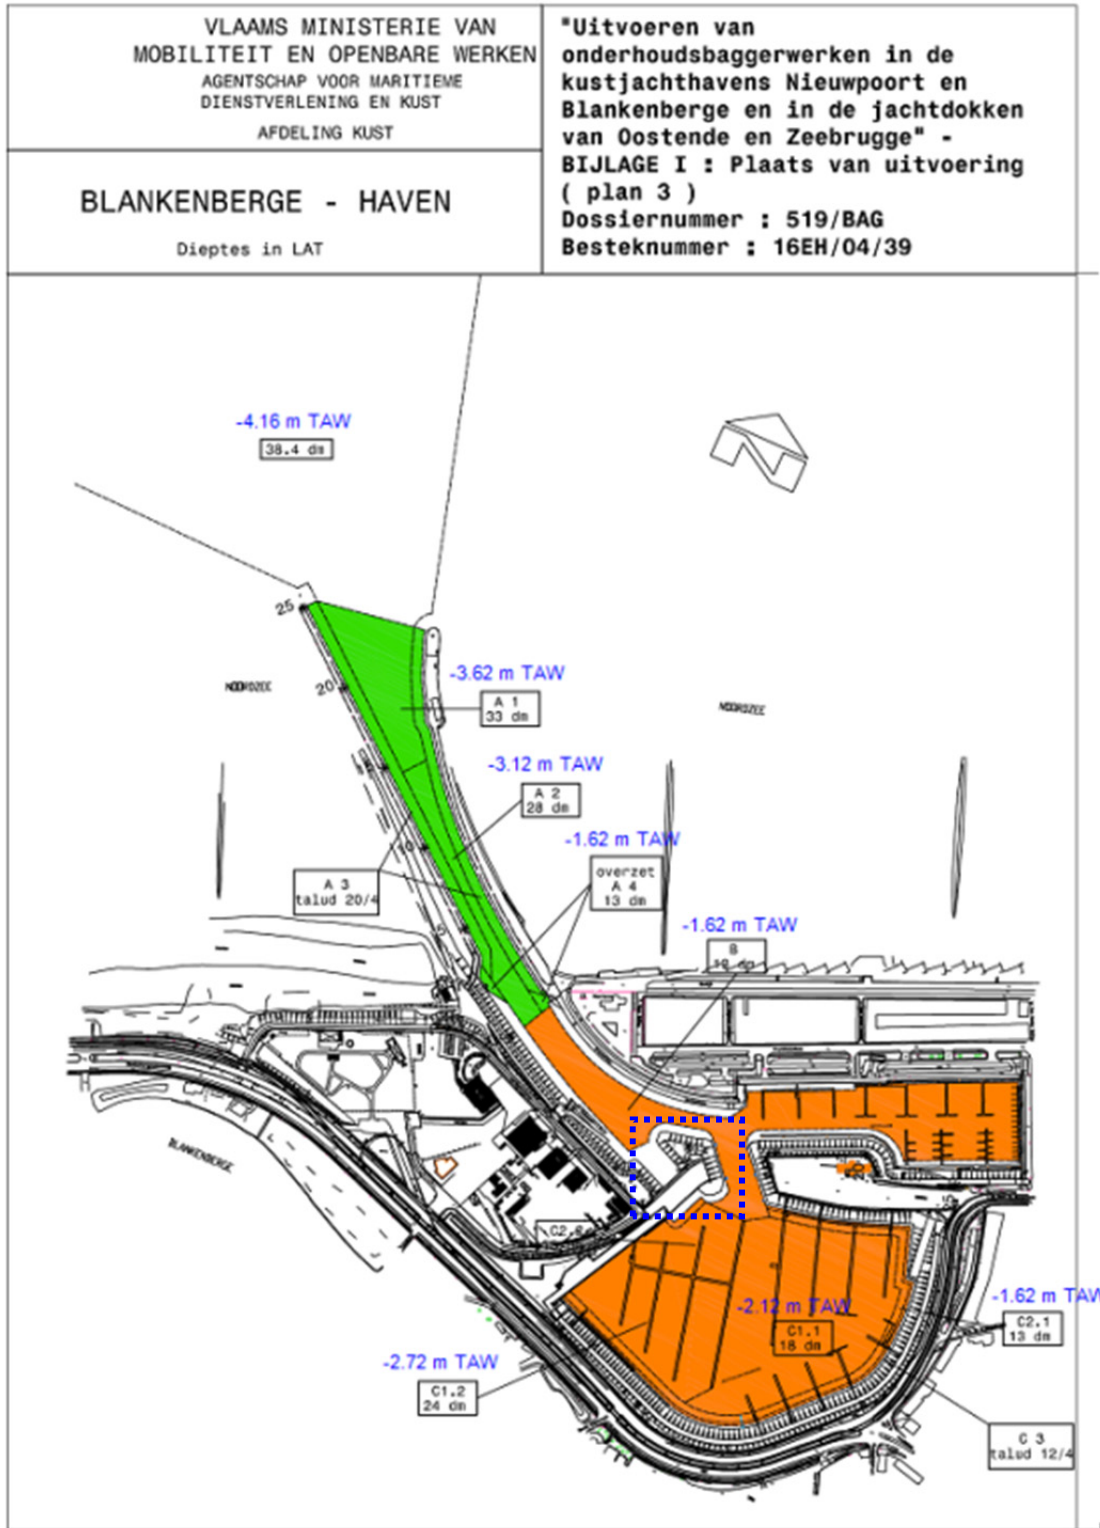 VLAAMS MINISTERIE VAN
MOBILITEIT EN OPENBARE WERKEN
AGENTSCHAP VOOR MARITIEME
DIENSTVERLENING EN KUST
AFDELING KUST
BLANKENBERGE - HAVEN
Dieptes in LAT
"Uitvoeren van
onderhoudsbaggerwerken in de
kustjachthavens Nieuwpoort en
Blankenberge en in de jachtdokken
van Oostende en Zeebrugge" -
BIJLAGE I : Plaats van uitvoering
( plan 3 )
Dossiernummer : 519/BAG
Besteknummer : 16EH/04/39
-4.16 m TAW
38.4 dm
25
-3.62 m TAW
NOORDZEE
20
A 1
33 dm
NOORDZEE
-3.12 m TAW
A 2
28 dm
-1.62 m TAW
10
overzet
A 4
13 dm
A 3
talud 20/4
5
-1.62 m TAW
B
BLANKENBERGE
-1.62 m TAW
-2.12 m TAW
C1.1
18 dm
C2.1
13 dm
-2.72 m TAW
C1.2
24 dm
C 3
talud 12/4